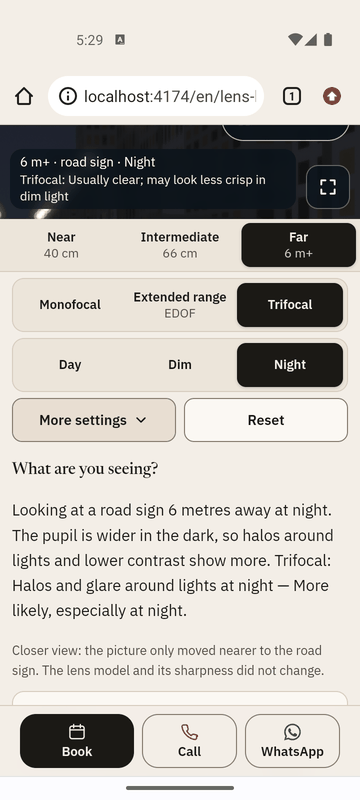 5:29
localhost:4174/en/lens-
1
6 m+ · road sign · Night
Trifocal: Usually clear; may look less crisp in
dim light
Near
40 cm
Intermediate
66 cm
Far
6 m+
Monofocal
Extended range
EDOF
Trifocal
Day
Dim
Night
More settings
Reset
What are you seeing?
Looking at a road sign 6 metres away at night.
The pupil is wider in the dark, so halos around
lights and lower contrast show more. Trifocal:
Halos and glare around lights at night — More
likely, especially at night.
Closer view: the picture only moved nearer to the road
sign. The lens model and its sharpness did not change.
Book
Call
WhatsApp